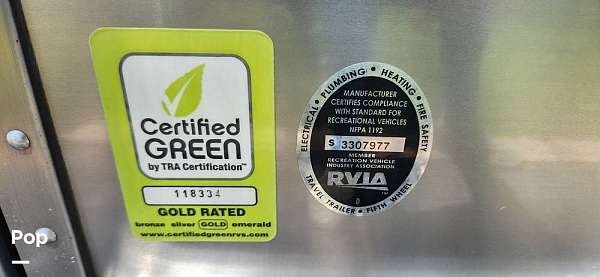 Certified
GREEN
by TRA Certification™
118334
GOLD RATED
bronze silver GOLD emerald
www.certifiedgreenrvs.com
ELECTRICAL • PLUMBING • HEATING • FIRE SAFETY
MANUFACTURER
CERTIFIES COMPLIANCE
WITH STANDARD FOR
RECREATIONAL VEHICLES
NFPA 1192
S 3307977
MEMBER
RECREATION VEHICLE
INDUSTRY ASSOCIATION
RVIA
TRAVEL TRAILER • FIFTH WHEEL
Pop